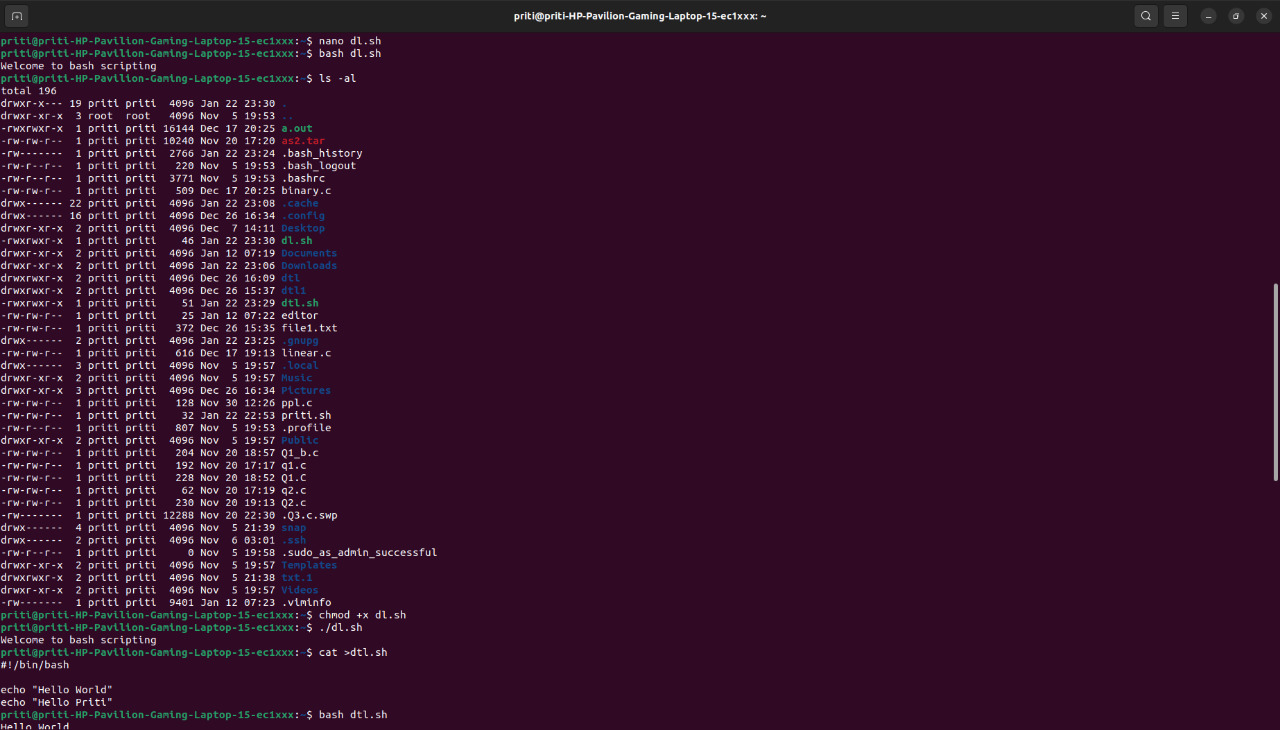 priti@priti-HP-Pavilion-Gaming-Laptop-15-ec1xxx: ~
priti@priti-HP-Pavilion-Gaming-Laptop-15-ec1xxx:~$ nano dl.sh
priti@priti-HP-Pavilion-Gaming-Laptop-15-ec1xxx:~$ bash dl.sh
Welcome to bash scripting
priti@priti-HP-Pavilion-Gaming-Laptop-15-ec1xxx:~$ ls -al
total 196
drwxr-x--- 19 priti priti  4096 Jan 22 23:30 .
drwxr-xr-x  3 root  root   4096 Nov  5 19:53 ..
-rwxrwxr-x  1 priti priti 16144 Dec 17 20:25 a.out
-rw-rw-r--  1 priti priti 10240 Nov 20 17:20 as2.tar
-rw-------  1 priti priti  2766 Jan 22 23:24 .bash_history
-rw-r--r--  1 priti priti   220 Nov  5 19:53 .bash_logout
-rw-r--r--  1 priti priti  3771 Nov  5 19:53 .bashrc
-rw-rw-r--  1 priti priti   509 Dec 17 20:25 binary.c
drwx------ 22 priti priti  4096 Jan 22 23:08 .cache
drwx------ 16 priti priti  4096 Dec 26 16:34 .config
drwxr-xr-x  2 priti priti  4096 Dec  7 14:11 Desktop
-rwxrwxr-x  1 priti priti    46 Jan 22 23:30 dl.sh
drwxr-xr-x  2 priti priti  4096 Jan 12 07:19 Documents
drwxr-xr-x  2 priti priti  4096 Jan 22 23:06 Downloads
drwxrwxr-x  2 priti priti  4096 Dec 26 16:09 dtl
drwxrwxr-x  2 priti priti  4096 Dec 26 15:37 dtl1
-rwxrwxr-x  1 priti priti    51 Jan 22 23:29 dtl.sh
-rw-rw-r--  1 priti priti    25 Jan 12 07:22 editor
-rw-rw-r--  1 priti priti   372 Dec 26 15:35 file1.txt
drwx------  2 priti priti  4096 Jan 22 23:25 .gnupg
-rw-rw-r--  1 priti priti   616 Dec 17 19:13 linear.c
drwx------  3 priti priti  4096 Nov  5 19:57 .local
drwxr-xr-x  2 priti priti  4096 Nov  5 19:57 Music
drwxr-xr-x  3 priti priti  4096 Dec 26 16:34 Pictures
-rw-rw-r--  1 priti priti   128 Nov 30 12:26 ppl.c
-rw-rw-r--  1 priti priti    32 Jan 22 22:53 priti.sh
-rw-r--r--  1 priti priti   807 Nov  5 19:53 .profile
drwxr-xr-x  2 priti priti  4096 Nov  5 19:57 Public
-rw-rw-r--  1 priti priti   204 Nov 20 18:57 Q1_b.c
-rw-rw-r--  1 priti priti   192 Nov 20 17:17 q1.c
-rw-rw-r--  1 priti priti   228 Nov 20 18:52 Q1.C
-rw-rw-r--  1 priti priti    62 Nov 20 17:19 q2.c
-rw-rw-r--  1 priti priti   230 Nov 20 19:13 Q2.c
-rw-------  1 priti priti 12288 Nov 20 22:30 .Q3.c.swp
drwx------  4 priti priti  4096 Nov  5 21:39 snap
drwx------  2 priti priti  4096 Nov  6 03:01 .ssh
-rw-r--r--  1 priti priti     0 Nov  5 19:58 .sudo_as_admin_successful
drwxr-xr-x  2 priti priti  4096 Nov  5 19:57 Templates
drwxrwxr-x  2 priti priti  4096 Nov  5 21:38 txt.1
drwxr-xr-x  2 priti priti  4096 Nov  5 19:57 Videos
-rw-------  1 priti priti  9401 Jan 12 07:23 .viminfo
priti@priti-HP-Pavilion-Gaming-Laptop-15-ec1xxx:~$ chmod +x dl.sh
priti@priti-HP-Pavilion-Gaming-Laptop-15-ec1xxx:~$ ./dl.sh
Welcome to bash scripting
priti@priti-HP-Pavilion-Gaming-Laptop-15-ec1xxx:~$ cat >dtl.sh
#!/bin/bash
echo "Hello World"
echo "Hello Priti"
priti@priti-HP-Pavilion-Gaming-Laptop-15-ec1xxx:~$ bash dtl.sh
Hello World